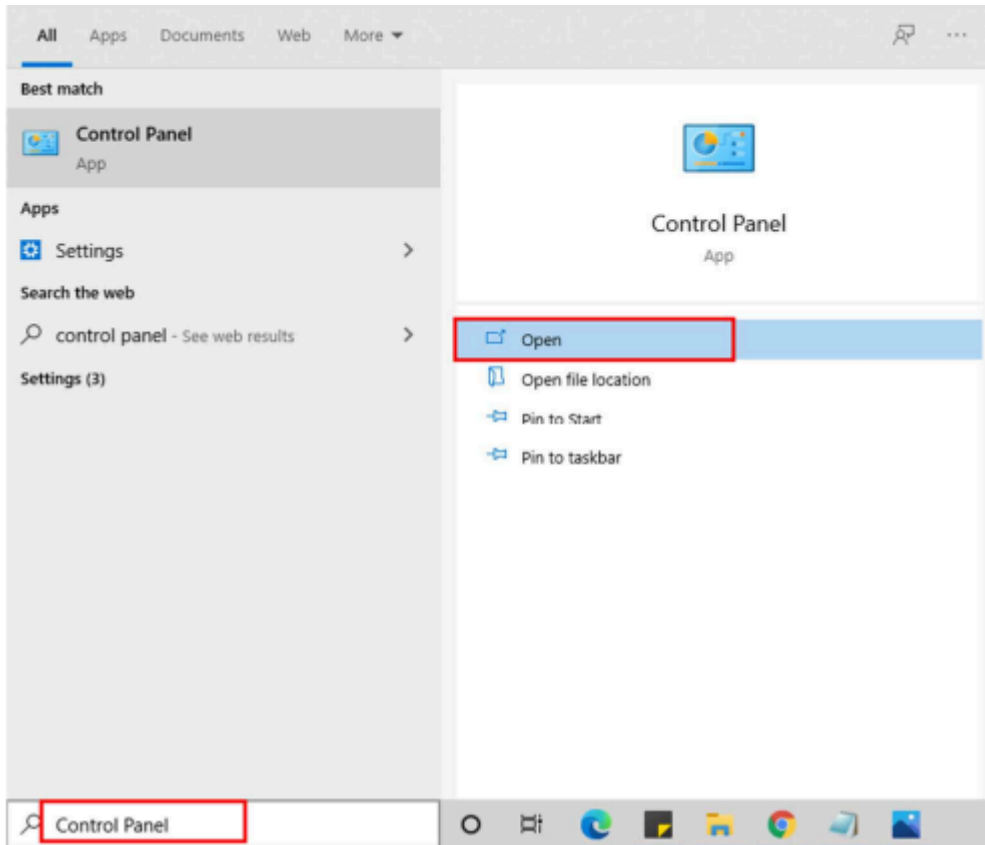 All Apps Documents Web More
Best match
Control Panel
App
Apps
Settings
Search the web
control panel - See web results
Settings (3)
Control Panel
App
Open
Open file location
Pin to Start
Pin to taskbar
Control Panel